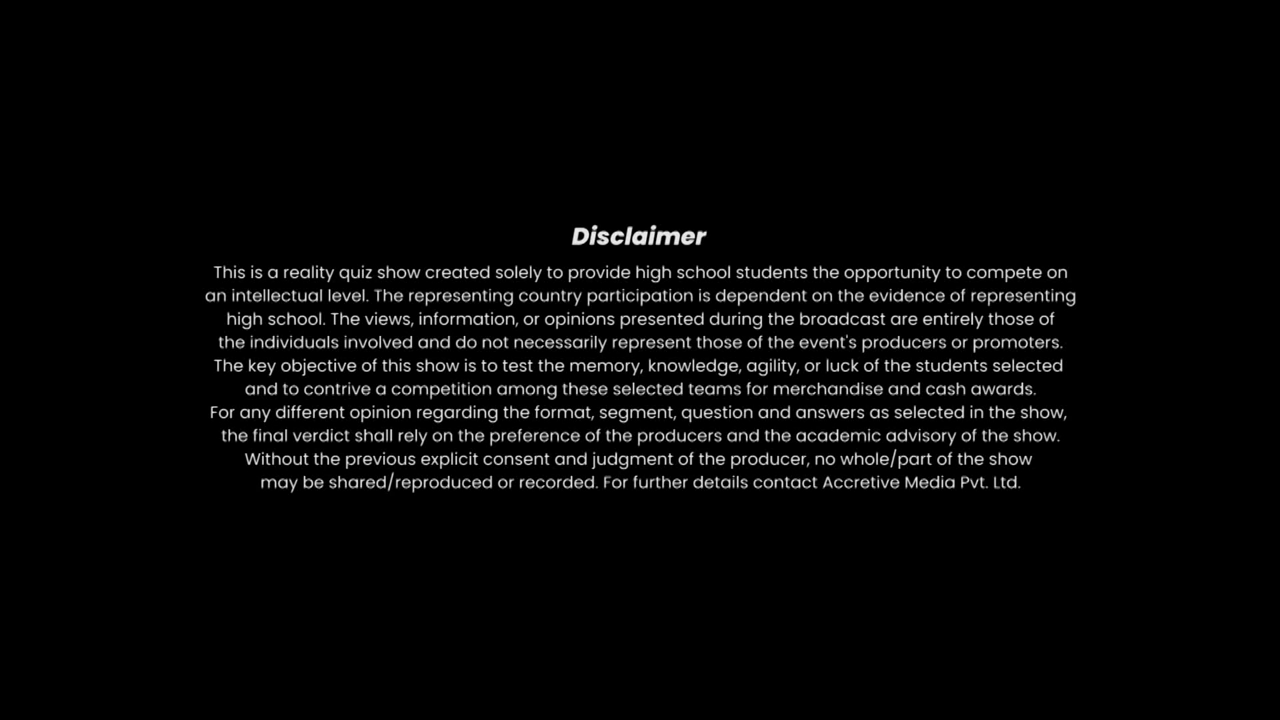 Disclaimer
This is a reality quiz show created solely to provide high school students the opportunity to compete on
an intellectual level. The representing country participation is dependent on the evidence of representing
high school. The views, information, or opinions presented during the broadcast are entirely those of
the individuals involved and do not necessarily represent those of the event's producers or promoters.
The key objective of this show is to test the memory, knowledge, agility, or luck of the students selected
and to contrive a competition among these selected teams for merchandise and cash awards.
For any different opinion regarding the format, segment, question and answers as selected in the show,
the final verdict shall rely on the preference of the producers and the academic advisory of the show.
Without the previous explicit consent and judgment of the producer, no whole/part of the show
may be shared/reproduced or recorded. For further details contact Accretive Media Pvt. Ltd.